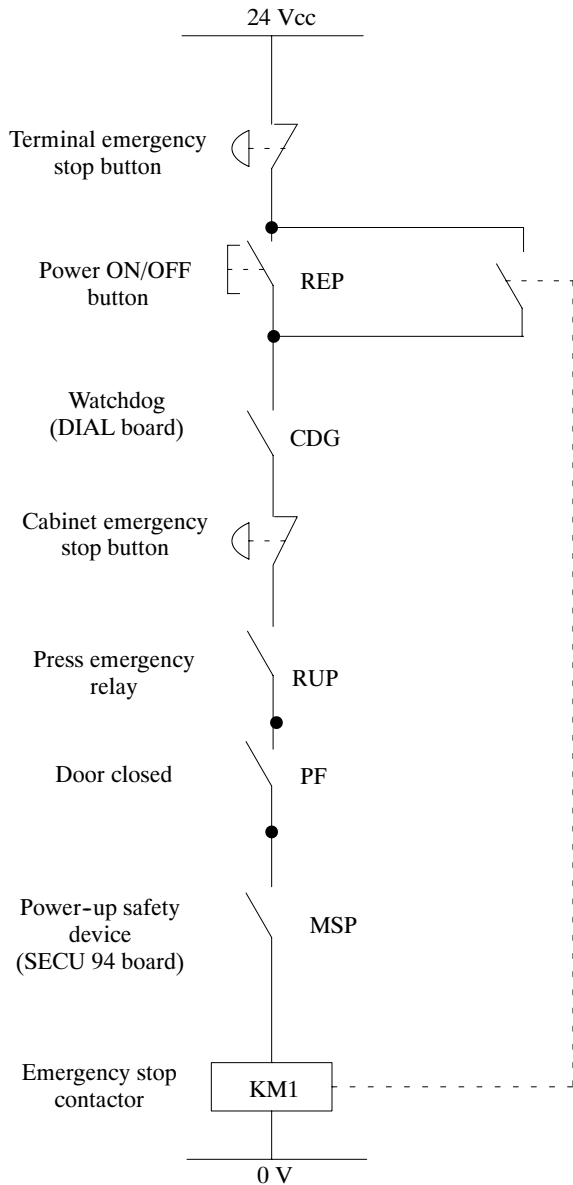 24 Vcc
Terminal emergency
stop button
Power ON/OFF
button
REP
Watchdog
(DIAL board)
CDG
Cabinet emergency
stop button
Press emergency
relay
RUP
Door closed
PF
Power-up safety
device
(SECU 94 board)
MSP
Emergency stop
contactor
KM1
0 V